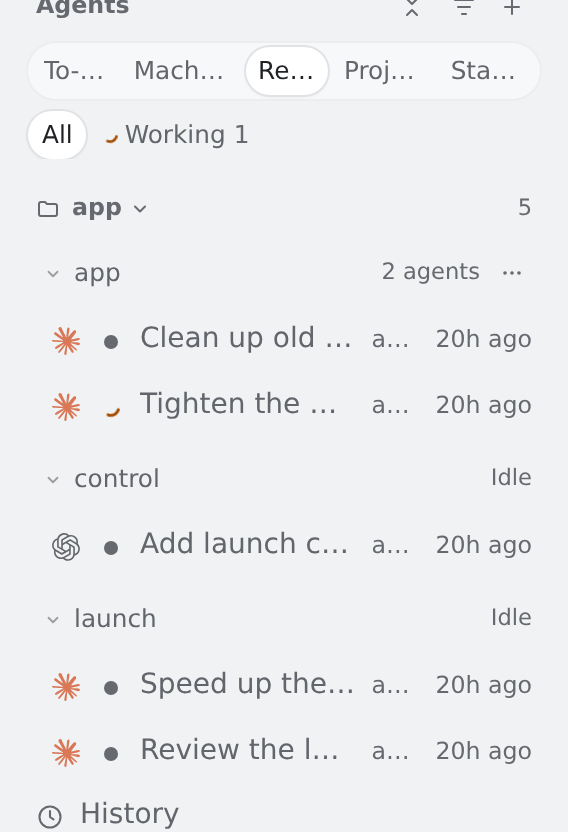 Agents
To-... Mach... Re... Proj... Sta...
All Working 1
app 5
app 2 agents ...
Clean up old ... a... 20h ago
Tighten the ... a... 20h ago
control Idle
Add launch c... a... 20h ago
launch Idle
Speed up the... a... 20h ago
Review the l... a... 20h ago
History